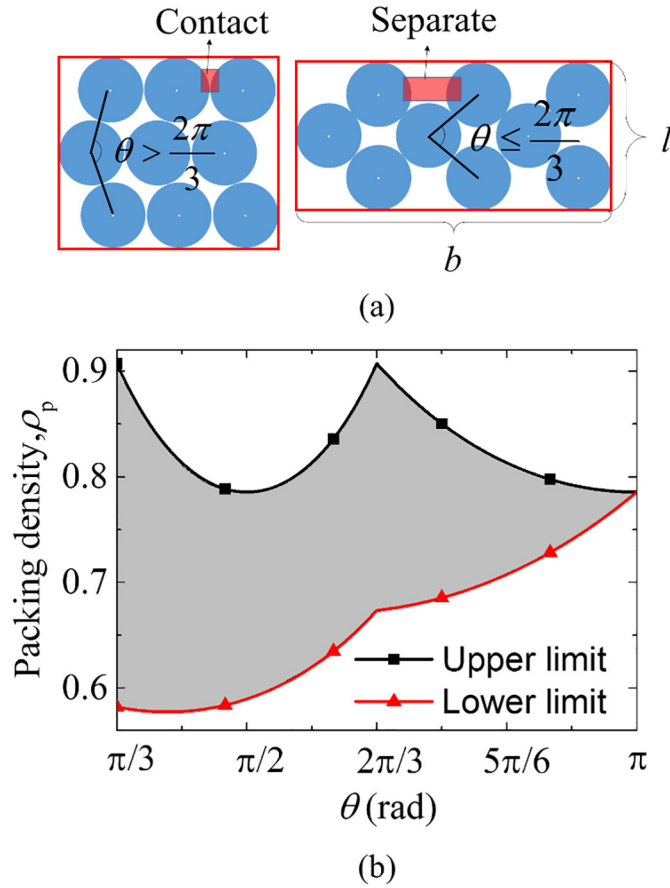 Contact
Separate
θ > 2π/3
θ ≤ 2π/3
l
b
(a)
Packing density,ρp
0.9
0.8
0.7
0.6
Upper limit
Lower limit
π/3
π/2
2π/3
5π/6
π
θ (rad)
(b)